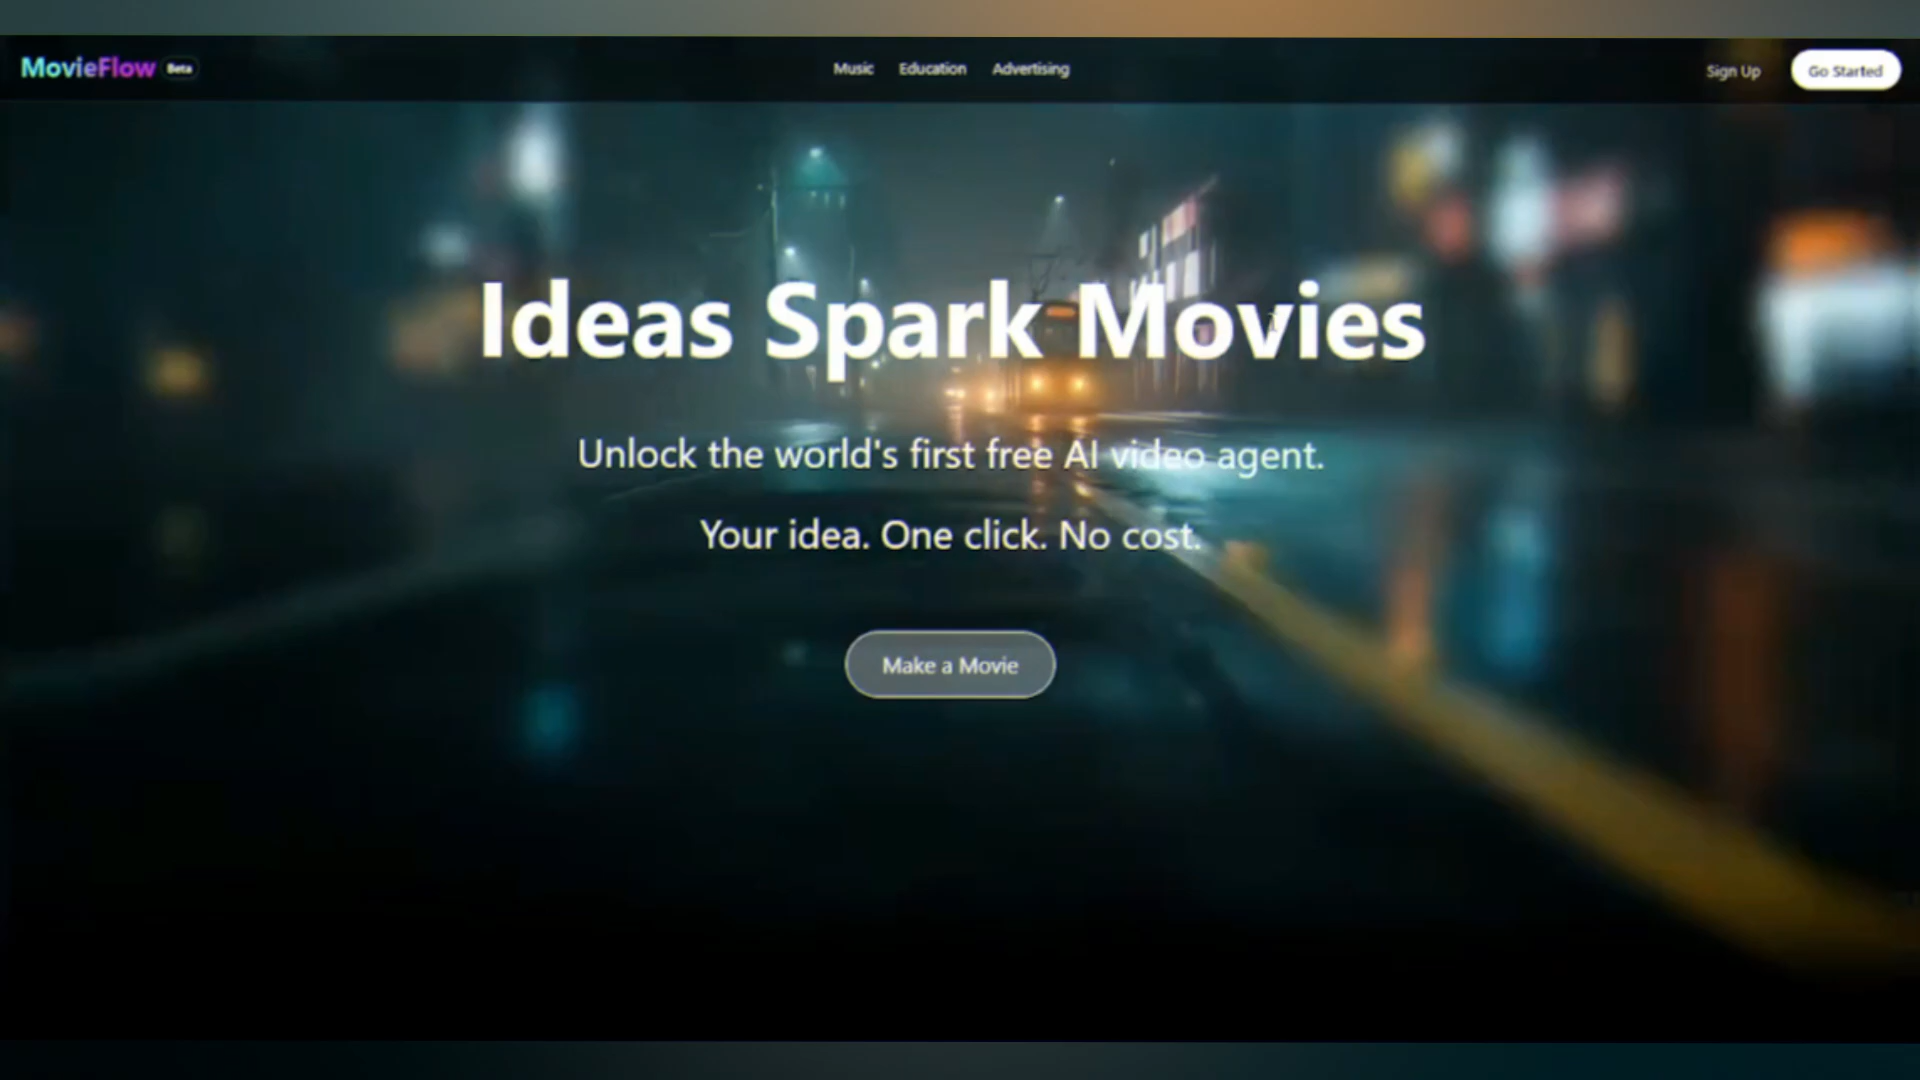 MovieFlow Beta
Music Education Advertising
Sign Up Go Started
Ideas Spark Movies
Unlock the world's first free AI video agent.
Your idea. One click. No cost.
Make a Movie